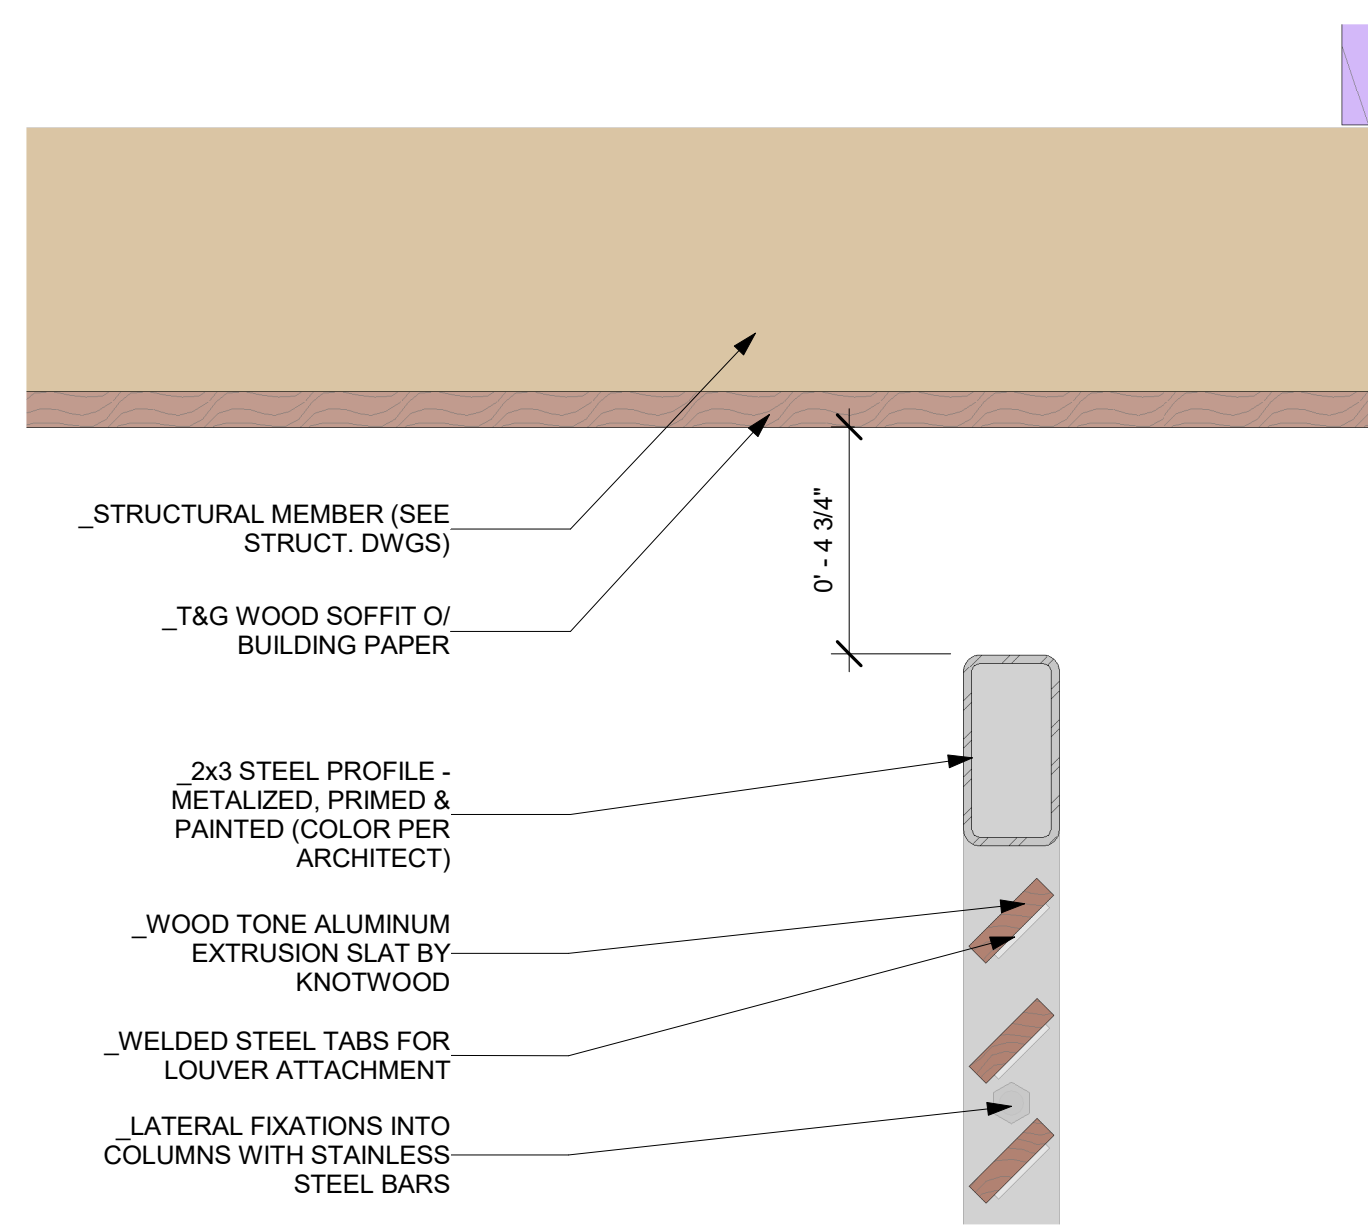 _STRUCTURAL MEMBER (SEE
STRUCT. DWGS)
_T&G WOOD SOFFIT O/
BUILDING PAPER
0' - 4 3/4"
_2x3 STEEL PROFILE -
METALIZED, PRIMED &
PAINTED (COLOR PER
ARCHITECT)
_WOOD TONE ALUMINUM
EXTRUSION SLAT BY
KNOTWOOD
_WELDED STEEL TABS FOR
LOUVER ATTACHMENT
_LATERAL FIXATIONS INTO
COLUMNS WITH STAINLESS
STEEL BARS